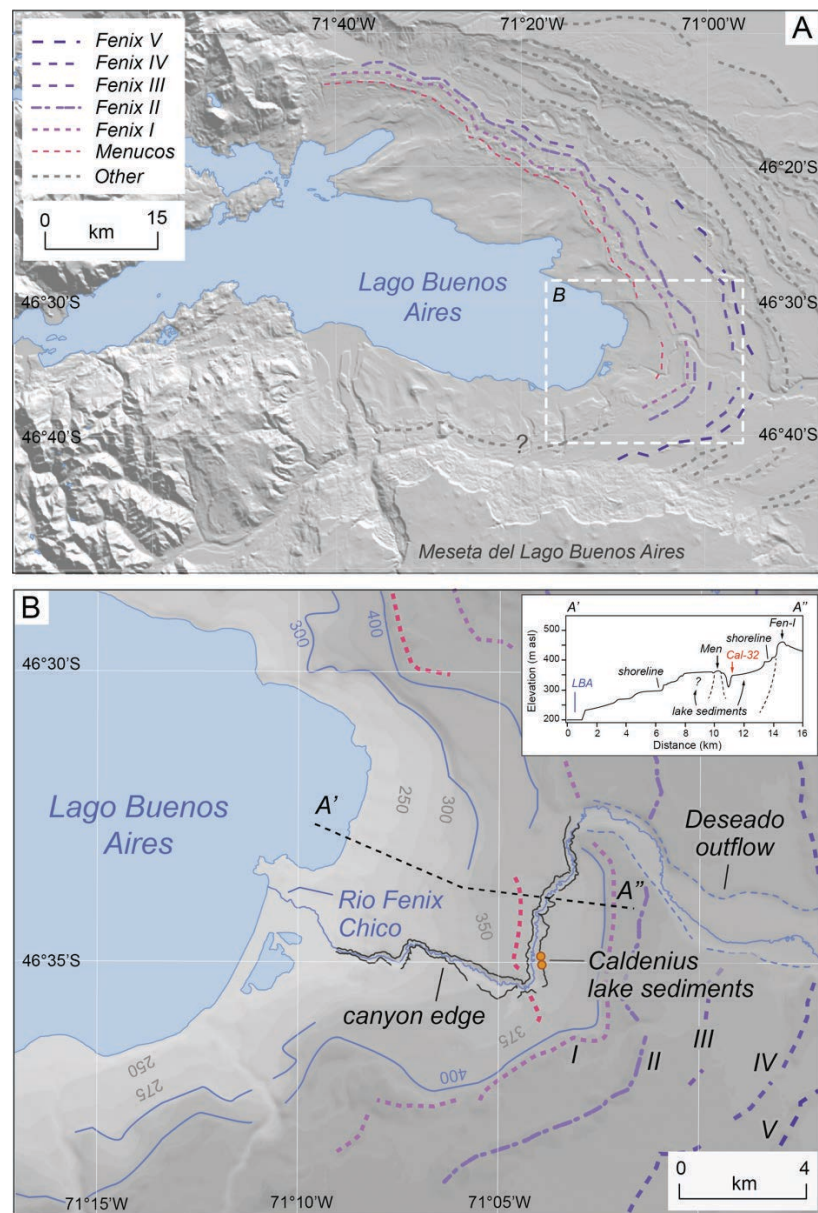 A
71°40'W
71°20'W
71°00'W
Fenix V
Fenix IV
Fenix III
Fenix II
Fenix I
Menucos
Other
0 15
km
46°20'S
46°30'S
46°30'S
46°40'S
46°40'S
Lago Buenos
Aires
B
?
Meseta del Lago Buenos Aires
B
A' A"
Fen-I
500
400
300
200
Elevation (m asl)
LBA
shoreline
?
Men
Cal-32
shoreline
lake sediments
0 2 4 6 8 10 12 14 16
Distance (km)
46°30'S
300
400
250
300
Lago Buenos
Aires
A'
Deseado
outflow
Rio Fenix
Chico
A"
350
46°35'S
Caldenius
lake sediments
canyon edge
375
I
II
III
IV
V
250
275
400
0 4
km
71°15'W
71°10'W
71°05'W